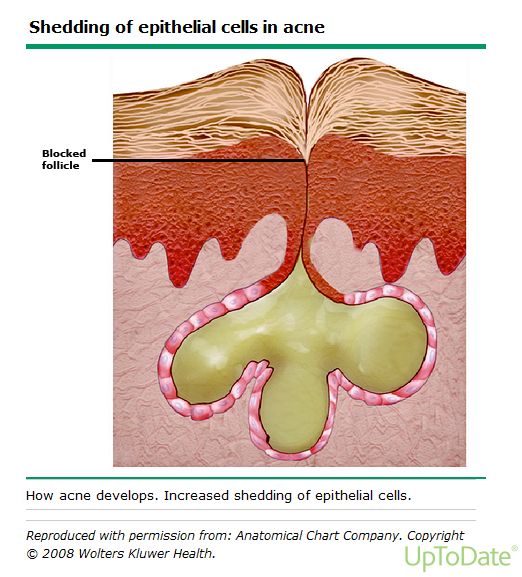 Shedding of epithelial cells in acne
Blocked
follicle
How acne develops. Increased shedding of epithelial cells.
Reproduced with permission from: Anatomical Chart Company. Copyright
© 2008 Wolters Kluwer Health.
UpToDate®